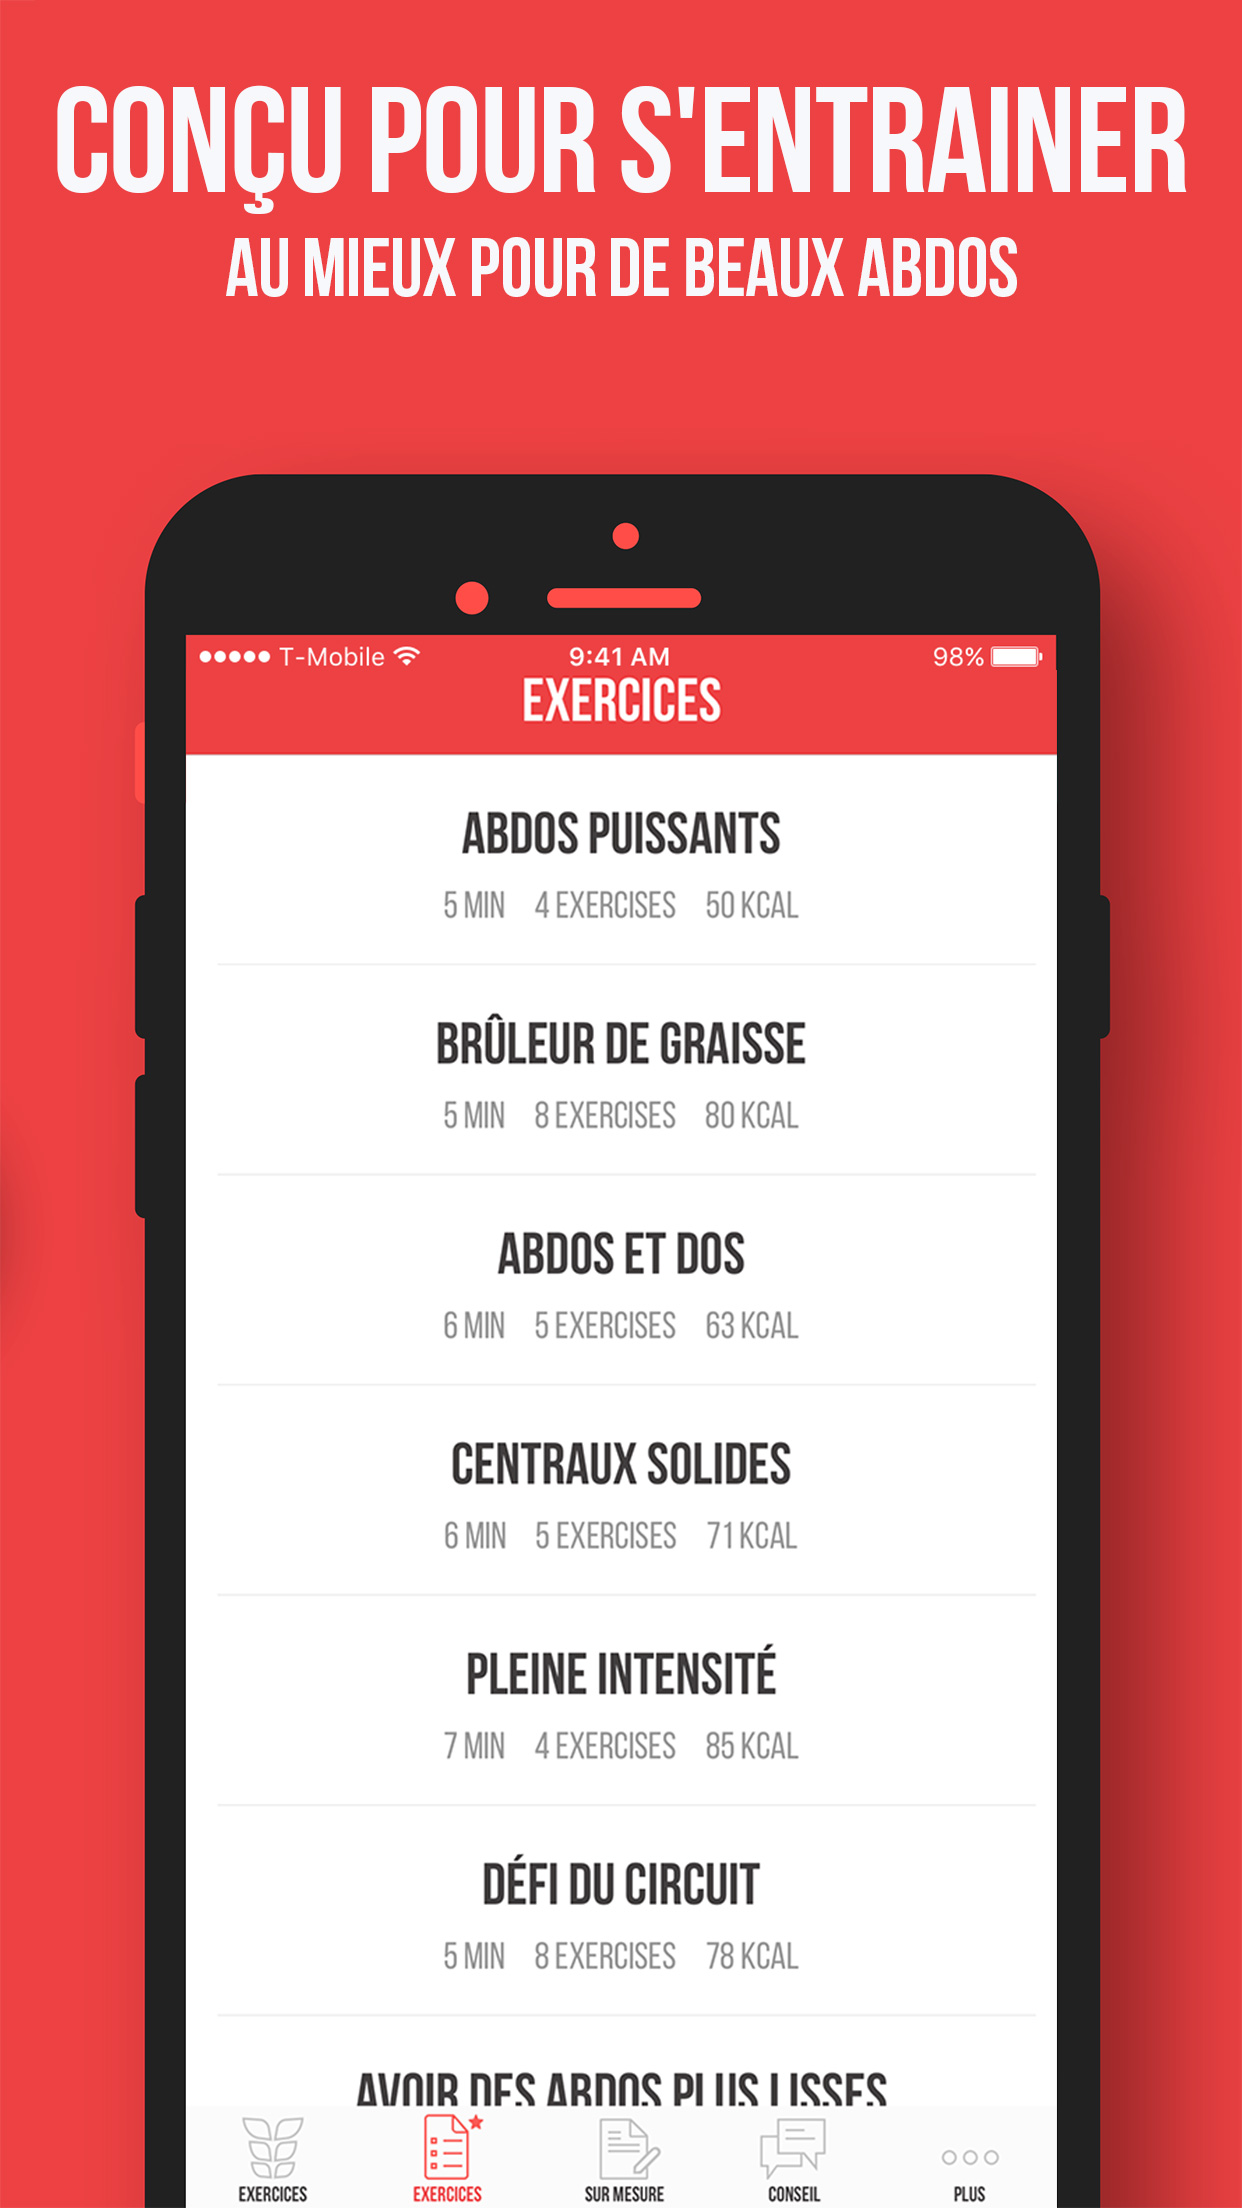 CONÇU POUR S'ENTRAINER
AU MIEUX POUR DE BEAUX ABDOS
T-Mobile 9:41 AM 98%
EXERCICES
ABDOS PUISSANTS
5 MIN 4 EXERCISES 50 KCAL
BRÛLEUR DE GRAISSE
5 MIN 8 EXERCISES 80 KCAL
ABDOS ET DOS
6 MIN 5 EXERCISES 63 KCAL
CENTRAUX SOLIDES
6 MIN 5 EXERCISES 71 KCAL
PLEINE INTENSITÉ
7 MIN 4 EXERCISES 85 KCAL
DÉFI DU CIRCUIT
5 MIN 8 EXERCISES 78 KCAL
AVOIR DES ABDOS PLUS LISSES
EXERCICES EXERCICES SUR MESURE CONSEIL PLUS